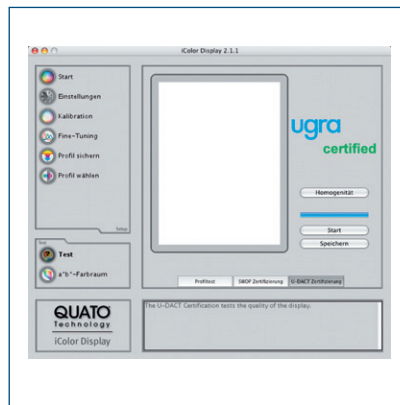 iColor Display 2.1.1
Start
Einstellungen
Kalibration
Fine-Tuning
Profil sichern
Profil wählen
Setup
Test
Test
a*b*-Farbraum
ugra
certified
Homogenität
Start
Speichern
Profiltest
SWOP Zertifizierung
U-DACT Zertifizierung
QUATO
Technology
iColor Display
The U-DACT Certification tests the quality of the display.